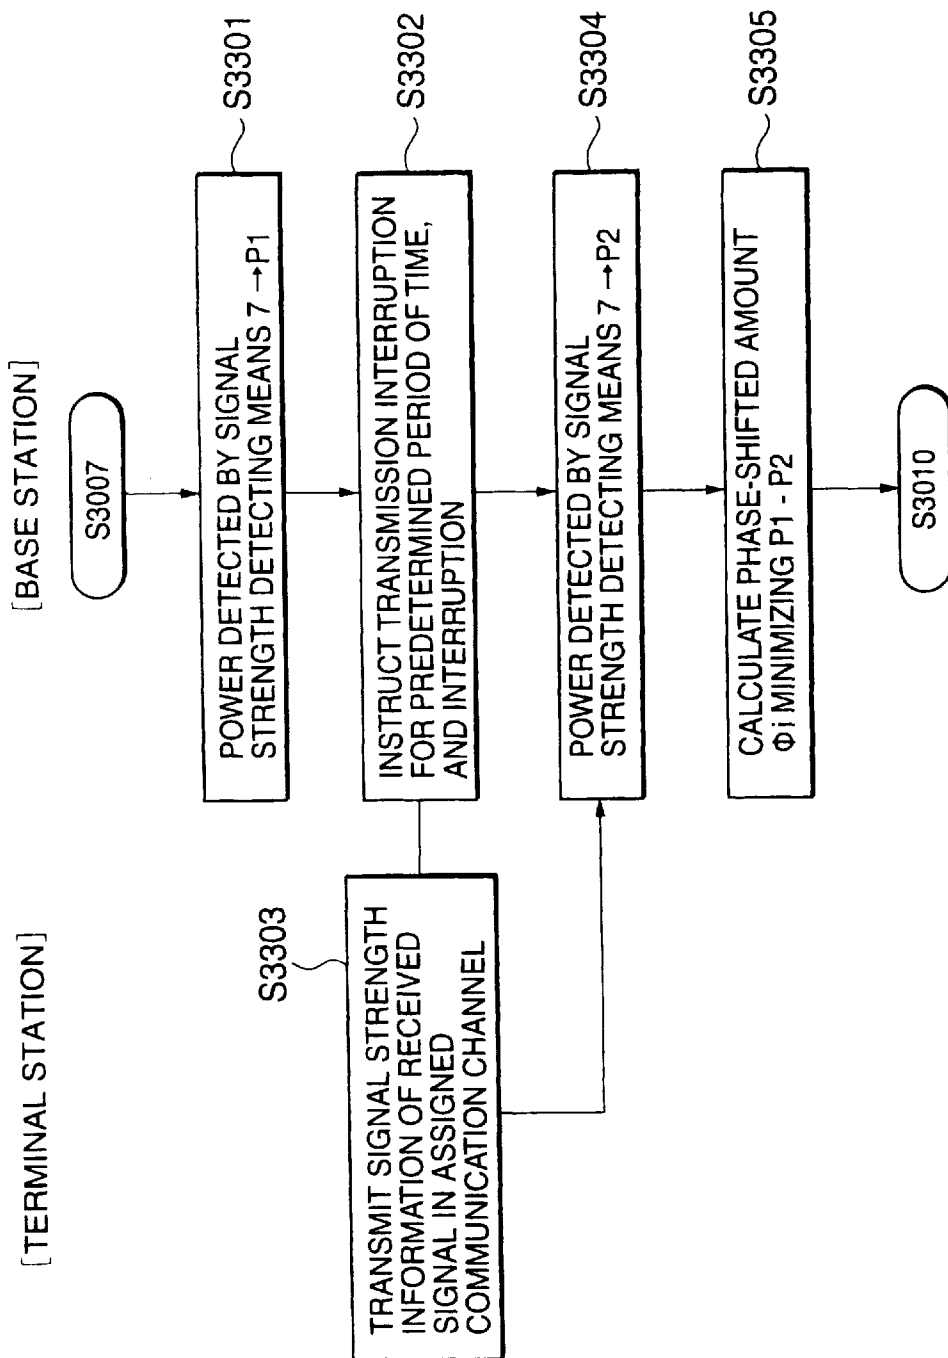 [TERMINAL STATION]
[BASE STATION]
S3007
POWER DETECTED BY SIGNAL
STRENGTH DETECTING MEANS 7 →P1
S3301
INSTRUCT TRANSMISSION INTERRUPTION
FOR PREDETERMINED PERIOD OF TIME,
AND INTERRUPTION
S3302
S3303
TRANSMIT SIGNAL STRENGTH
INFORMATION OF RECEIVED
SIGNAL IN ASSIGNED
COMMUNICATION CHANNEL
POWER DETECTED BY SIGNAL
STRENGTH DETECTING MEANS 7 →P2
S3304
CALCULATE PHASE-SHIFTED AMOUNT
Φi MINIMIZING P1 - P2
S3305
S3010